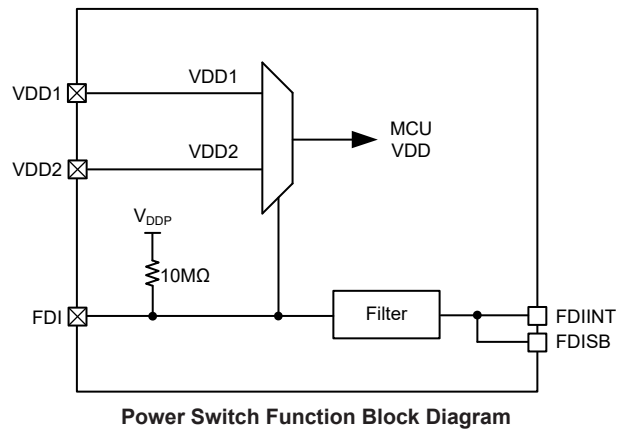 VDD1
VDD1
MCU
VDD
VDD2
VDD2
VDDP
10MΩ
FDI
Filter
FDIINT
FDISB
Power Switch Function Block Diagram